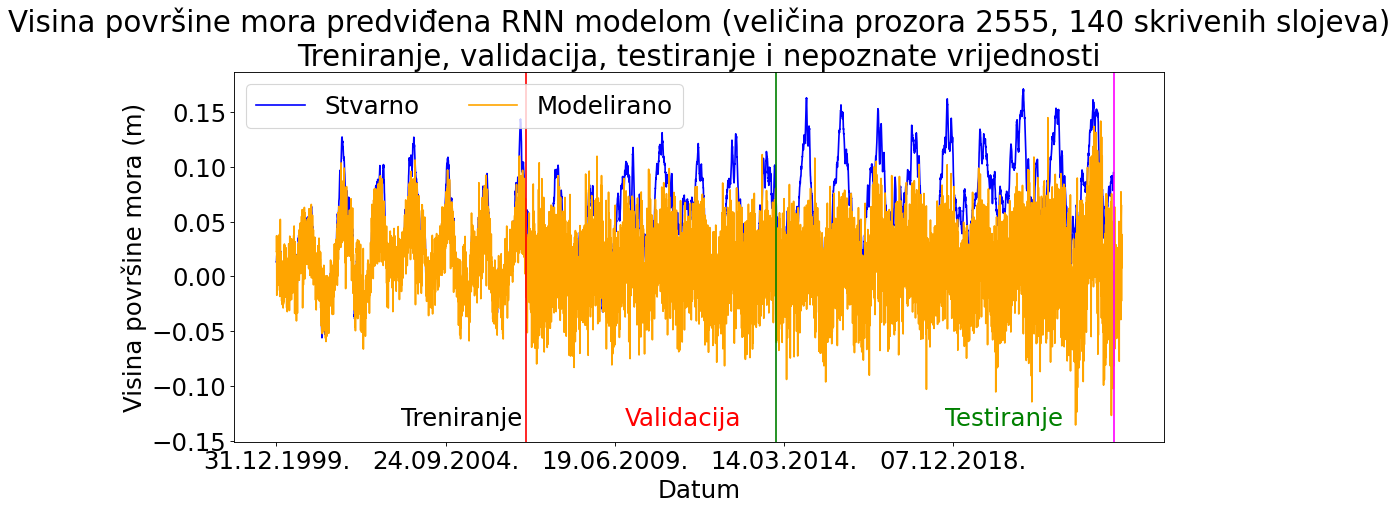 Visina površine mora predviđena RNN modelom (veličina prozora 2555, 140 skrivenih slojeva)
Treniranje, validacija, testiranje i nepoznate vrijednosti
Stvarno
Modelirano
Visina površine mora (m)
0.15
0.10
0.05
0.00
−0.05
−0.10
−0.15
Treniranje
Validacija
Testiranje
31.12.1999.
24.09.2004.
19.06.2009.
14.03.2014.
07.12.2018.
Datum